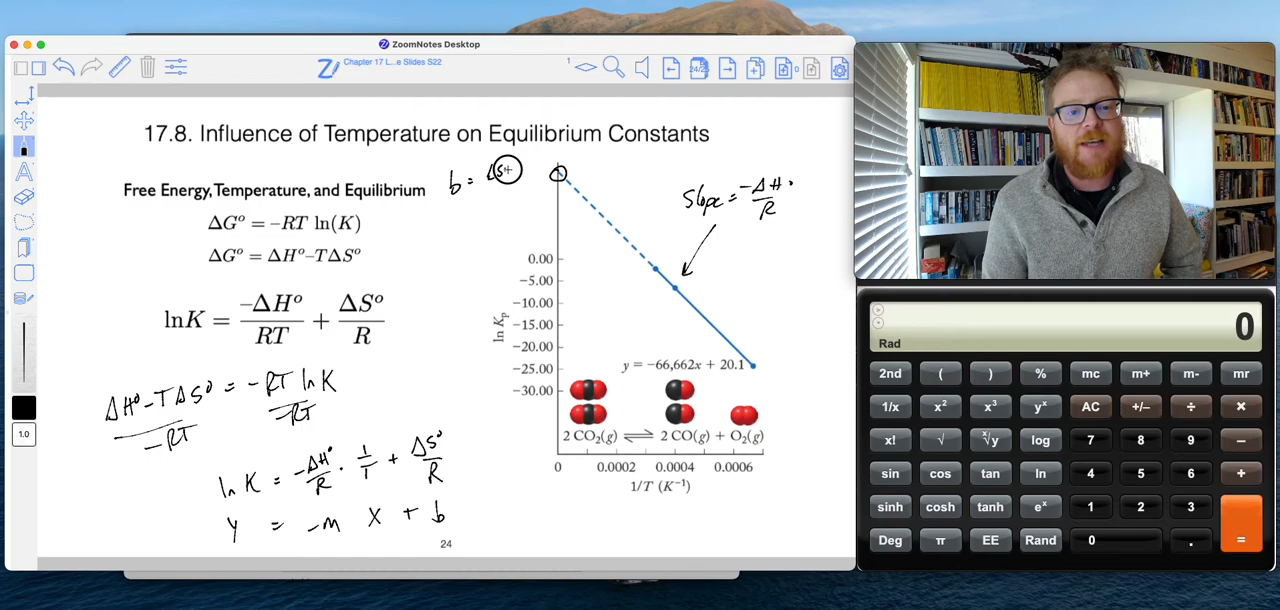 ZoomNotes Desktop
Chapter 17 L...e Slides S22
1
24/2
0
17.8. Influence of Temperature on Equilibrium Constants
Free Energy, Temperature, and Equilibrium
ΔG° = −RT ln(K)
ΔG° = ΔH°−TΔS°
lnK = −ΔH°/RT + ΔS°/R
ΔH° − TΔS° = −RT ln K
−RT −RT
ln K = −ΔH°/R · 1/T + ΔS°/R
y = −m x + b
b = ΔS
slope = −ΔH°/R
ln Kp
0.00
−5.00
−10.00
−15.00
−20.00
−25.00
−30.00
y = −66,662x + 20.1
2 CO₂(g) ⇌ 2 CO(g) + O₂(g)
0 0.0002 0.0004 0.0006
1/T (K⁻¹)
24
1.0
0
Rad
2nd ( ) % mc m+ m- mr
1/x x² x³ yˣ AC +/− ÷ ×
x! √ ˣ√y log 7 8 9 −
sin cos tan ln 4 5 6 +
sinh cosh tanh eˣ 1 2 3 =
Deg π EE Rand 0 .